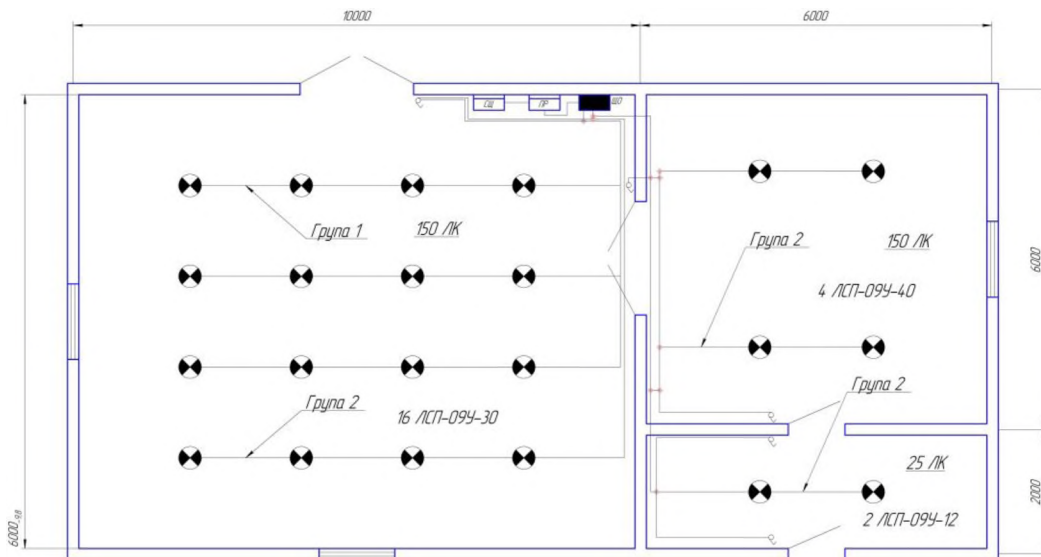 10000
6000
СЩ
ПР
ЩО
Група 1
150 ЛК
Група 2
150 ЛК
4 ЛСП-09У-40
6000
Група 2
Група 2
16 ЛСП-09У-30
25 ЛК
2 ЛСП-09У-12
2000
6000